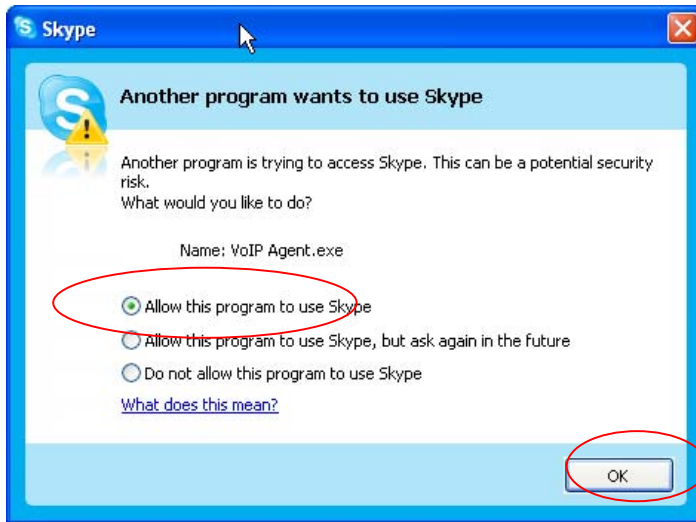 Skype
Another program wants to use Skype
Another program is trying to access Skype. This can be a potential security
risk.
What would you like to do?
Name: VoIP Agent.exe
Allow this program to use Skype
Allow this program to use Skype, but ask again in the future
Do not allow this program to use Skype
What does this mean?
OK